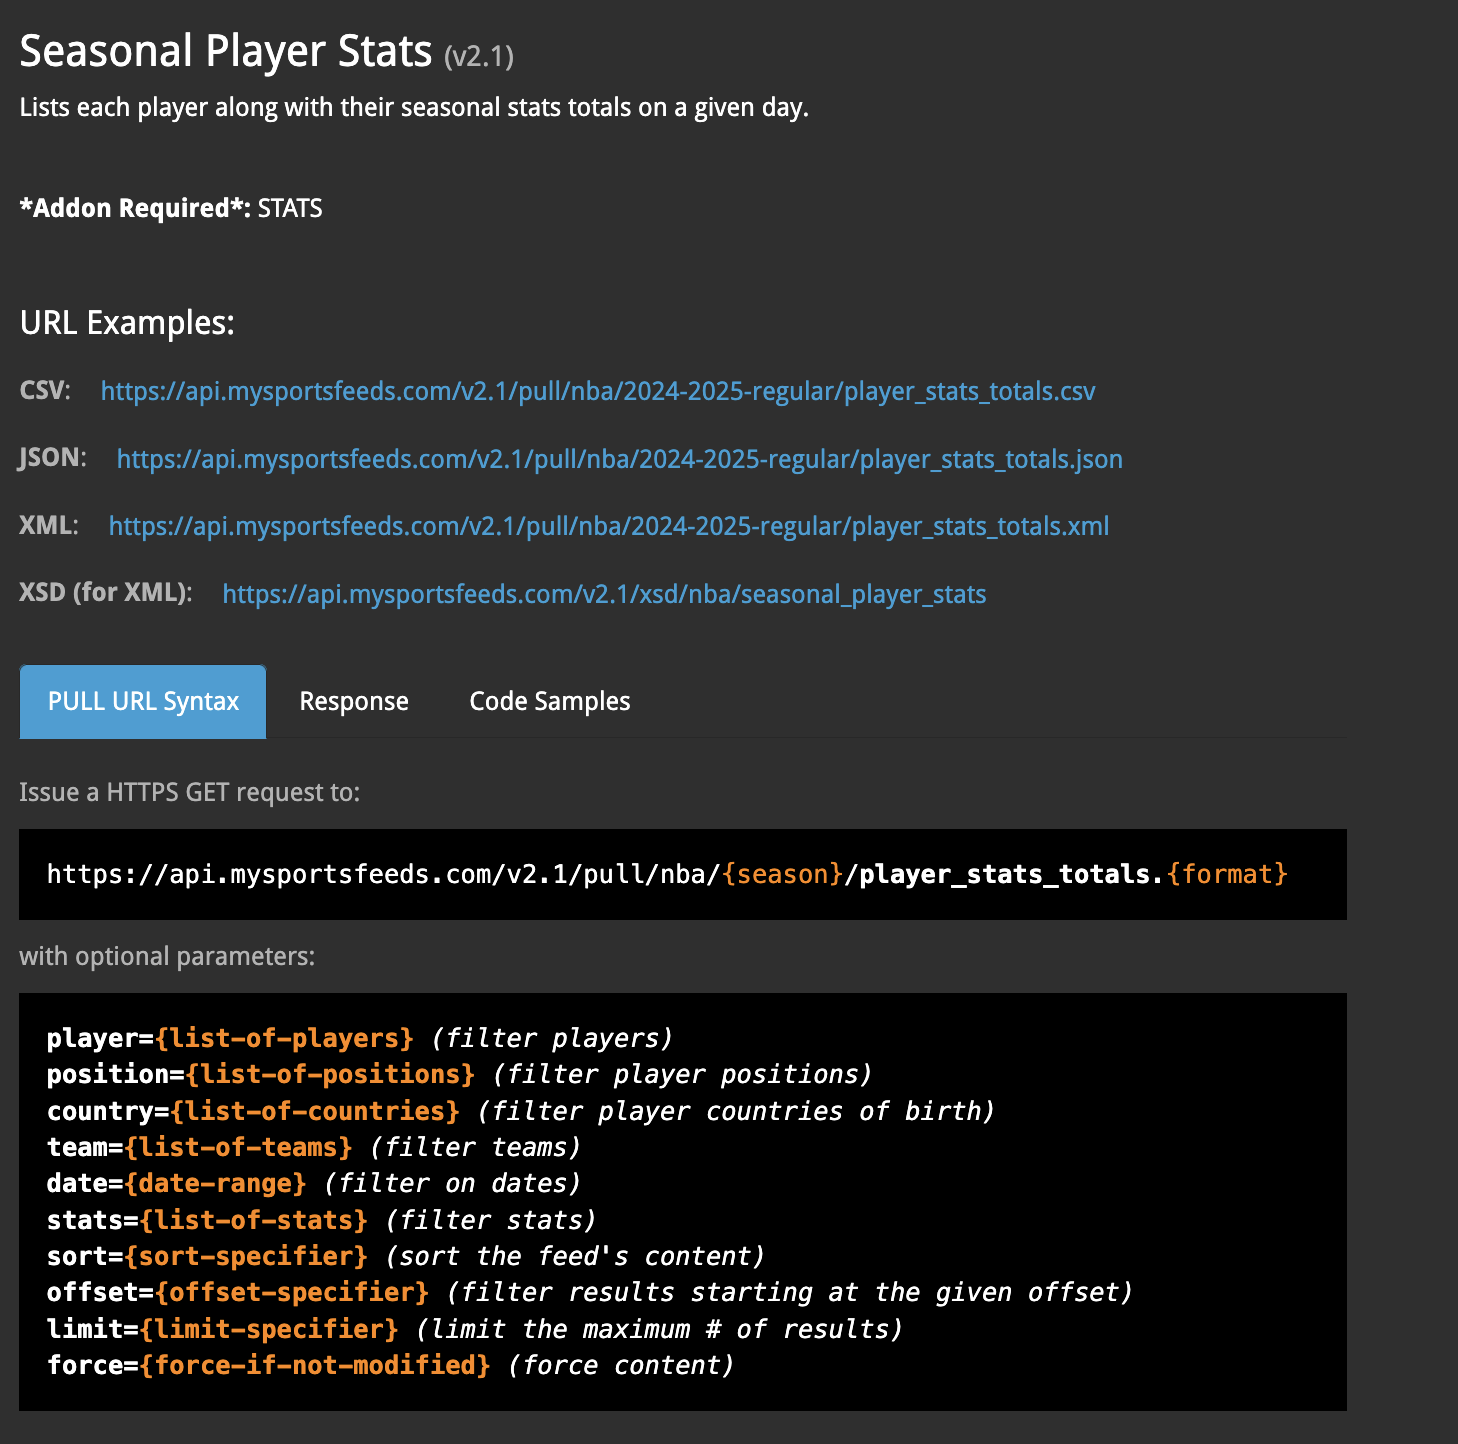 Seasonal Player Stats (v2.1)
Lists each player along with their seasonal stats totals on a given day.
*Addon Required*: STATS
URL Examples:
CSV: https://api.mysportsfeeds.com/v2.1/pull/nba/2024-2025-regular/player_stats_totals.csv
JSON: https://api.mysportsfeeds.com/v2.1/pull/nba/2024-2025-regular/player_stats_totals.json
XML: https://api.mysportsfeeds.com/v2.1/pull/nba/2024-2025-regular/player_stats_totals.xml
XSD (for XML): https://api.mysportsfeeds.com/v2.1/xsd/nba/seasonal_player_stats
PULL URL Syntax Response Code Samples
Issue a HTTPS GET request to:
https://api.mysportsfeeds.com/v2.1/pull/nba/{season}/player_stats_totals.{format}
with optional parameters:
player={list-of-players} (filter players)
position={list-of-positions} (filter player positions)
country={list-of-countries} (filter player countries of birth)
team={list-of-teams} (filter teams)
date={date-range} (filter on dates)
stats={list-of-stats} (filter stats)
sort={sort-specifier} (sort the feed's content)
offset={offset-specifier} (filter results starting at the given offset)
limit={limit-specifier} (limit the maximum # of results)
force={force-if-not-modified} (force content)